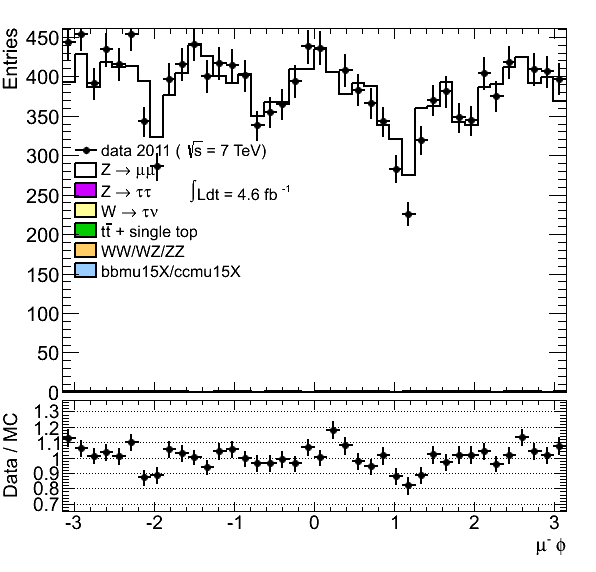 Entries
450
400
350
300
250
200
150
100
50
0
data 2011 ( √s = 7 TeV)
Z → μμ
Z → ττ
∫Ldt = 4.6 fb⁻¹
W → τν
tt̄ + single top
WW/WZ/ZZ
bbmu15X/ccmu15X
Data / MC
1.3
1.2
1.1
1
0.9
0.8
0.7
-3 -2 -1 0 1 2 3
μ⁻ ϕ